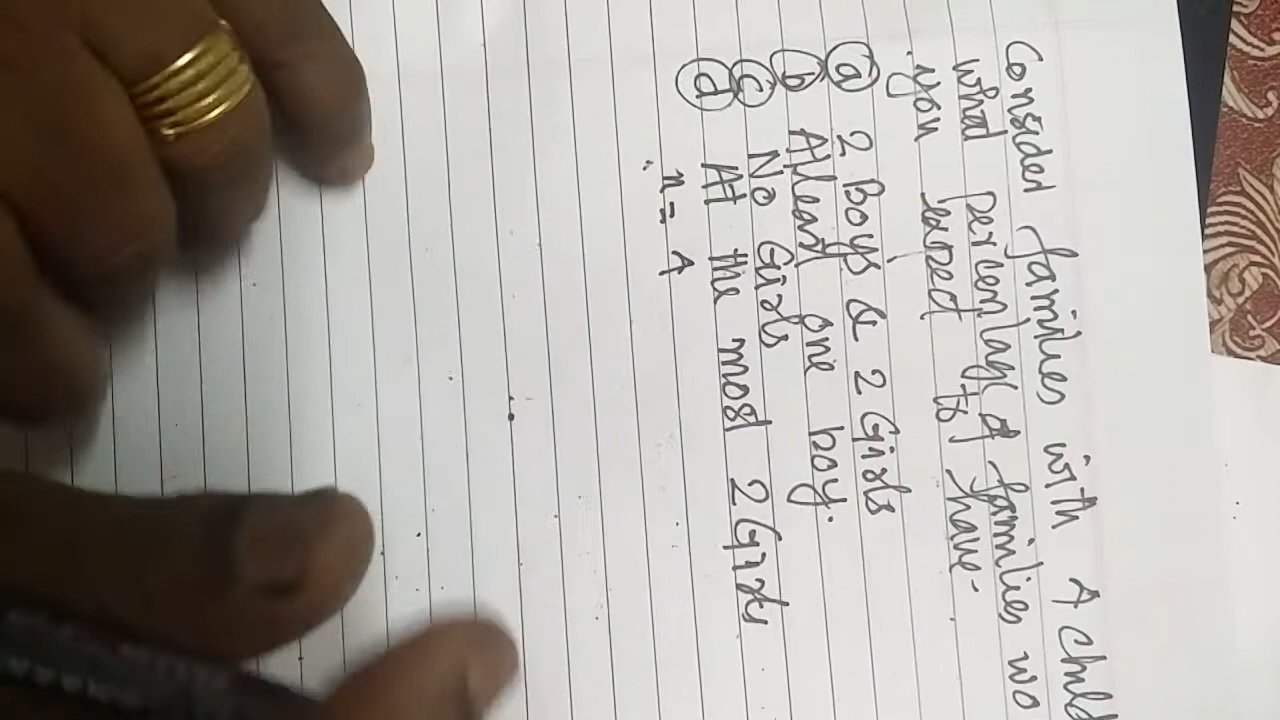 Consider families with 4 child
what percentage of families wo
you expect to have.
(a) 2 Boys & 2 Girls
(b) Atleast one boy.
(c) No Girls
(d) At the most 2 Girls
n = 4